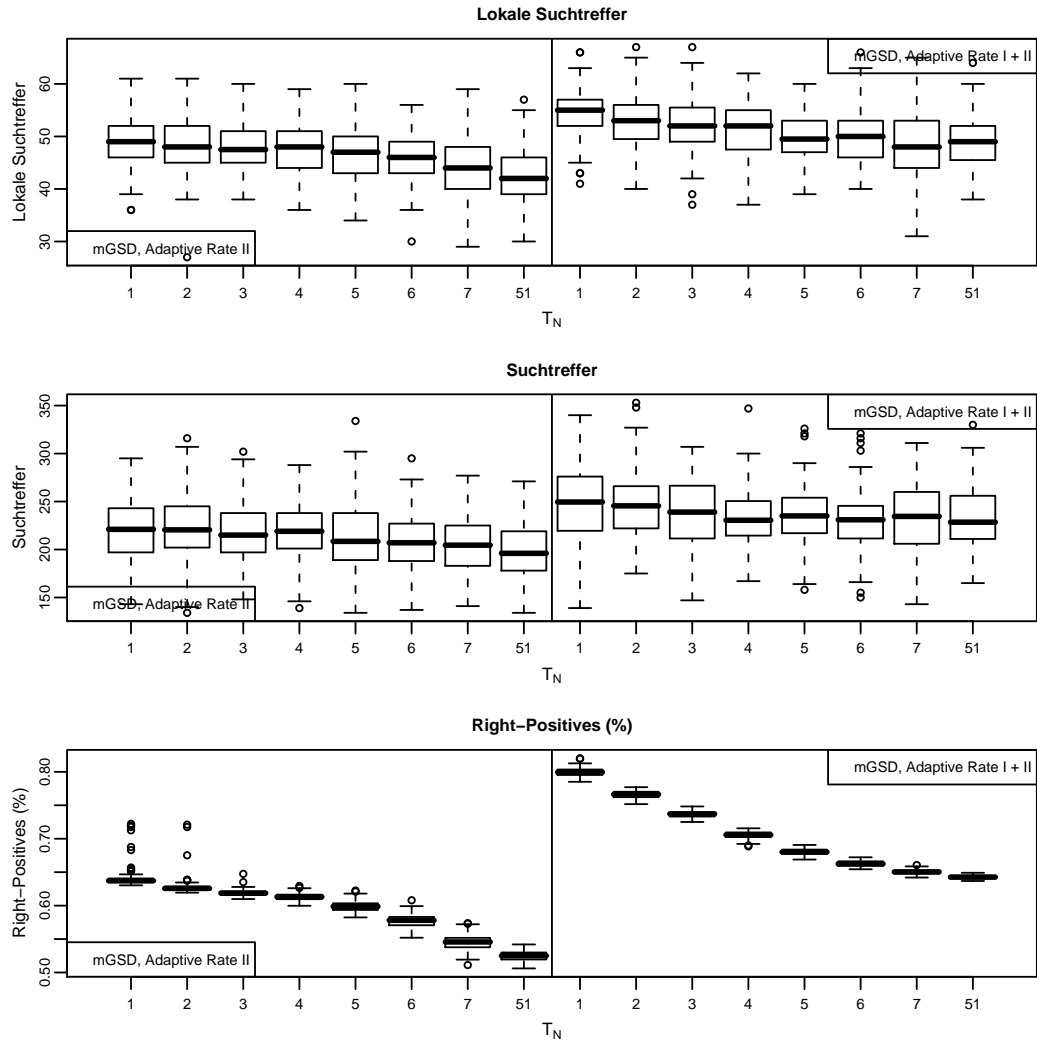 Lokale Suchtreffer
Lokale Suchtreffer
60
50
40
30
mGSD, Adaptive Rate II
mGSD, Adaptive Rate I + II
1 2 3 4 5 6 7 51 1 2 3 4 5 6 7 51
T_N T_N
Suchtreffer
Suchtreffer
350
300
250
200
150
mGSD, Adaptive Rate II
mGSD, Adaptive Rate I + II
1 2 3 4 5 6 7 51 1 2 3 4 5 6 7 51
T_N T_N
Right−Positives (%)
Right−Positives (%)
0.80
0.70
0.60
0.50
mGSD, Adaptive Rate II
mGSD, Adaptive Rate I + II
1 2 3 4 5 6 7 51 1 2 3 4 5 6 7 51
T_N T_N